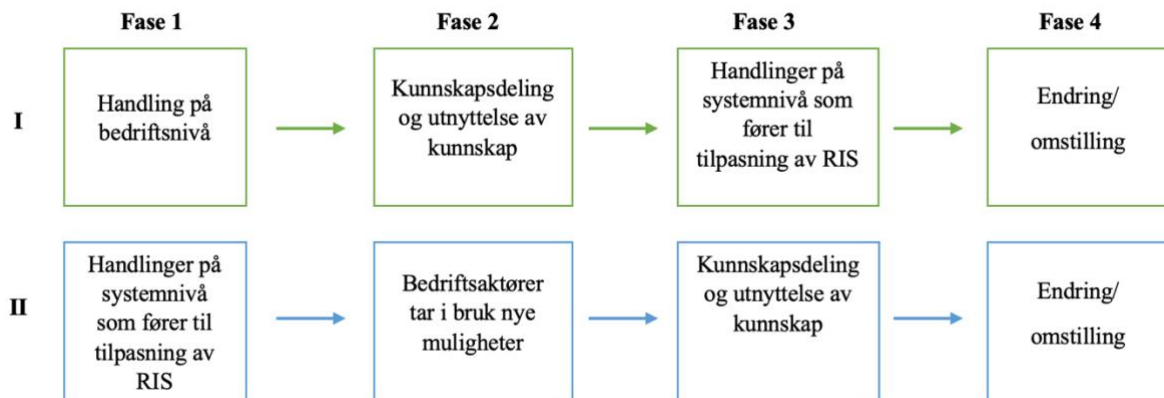 Fase 1
Fase 2
Fase 3
Fase 4
I
Handling på
bedriftsnivå
Kunnskapsdeling
og utnyttelse av
kunnskap
Handlinger på
systemnivå som
fører til
tilpasning av RIS
Endring/
omstilling
II
Handlinger på
systemnivå
som fører til
tilpasning av
RIS
Bedriftsaktører
tar i bruk nye
muligheter
Kunnskapsdeling
og utnyttelse av
kunnskap
Endring/
omstilling